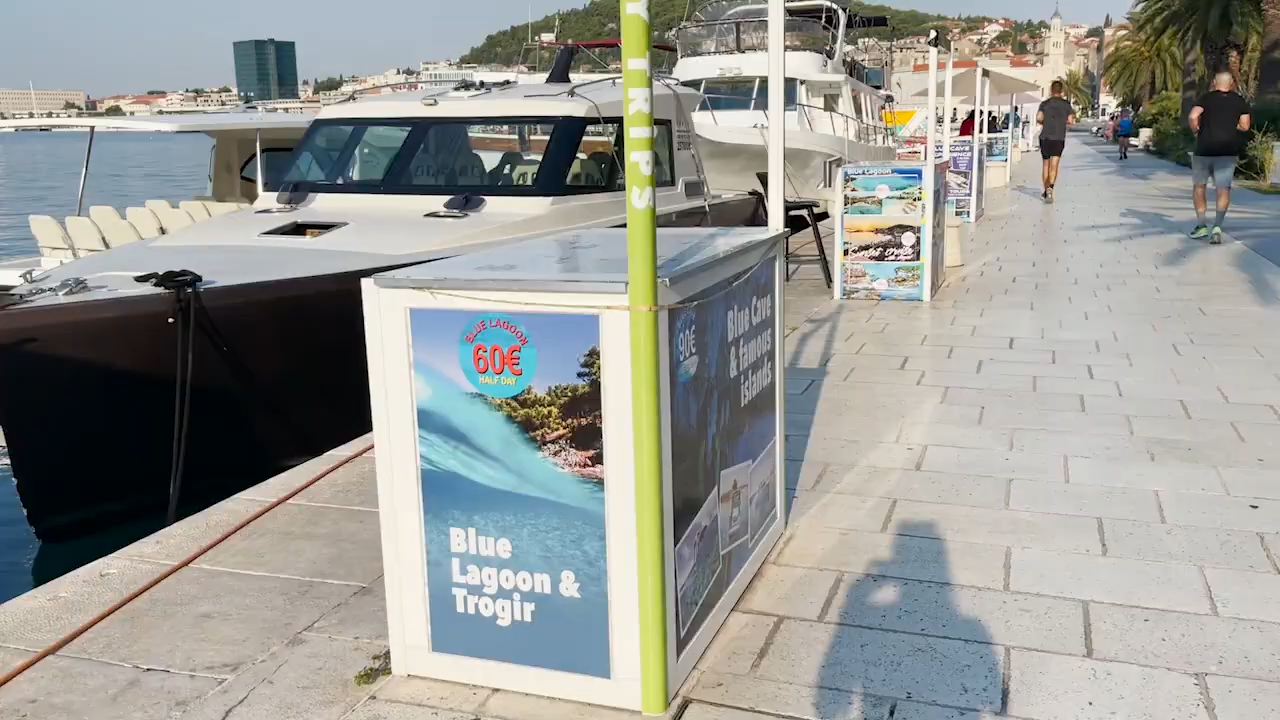 Y TRIPS
BLUE LAGOON
60€
HALF DAY
Blue
Lagoon &
Trogir
90€
Blue Cave
& famous
islands
Blue Lagoon